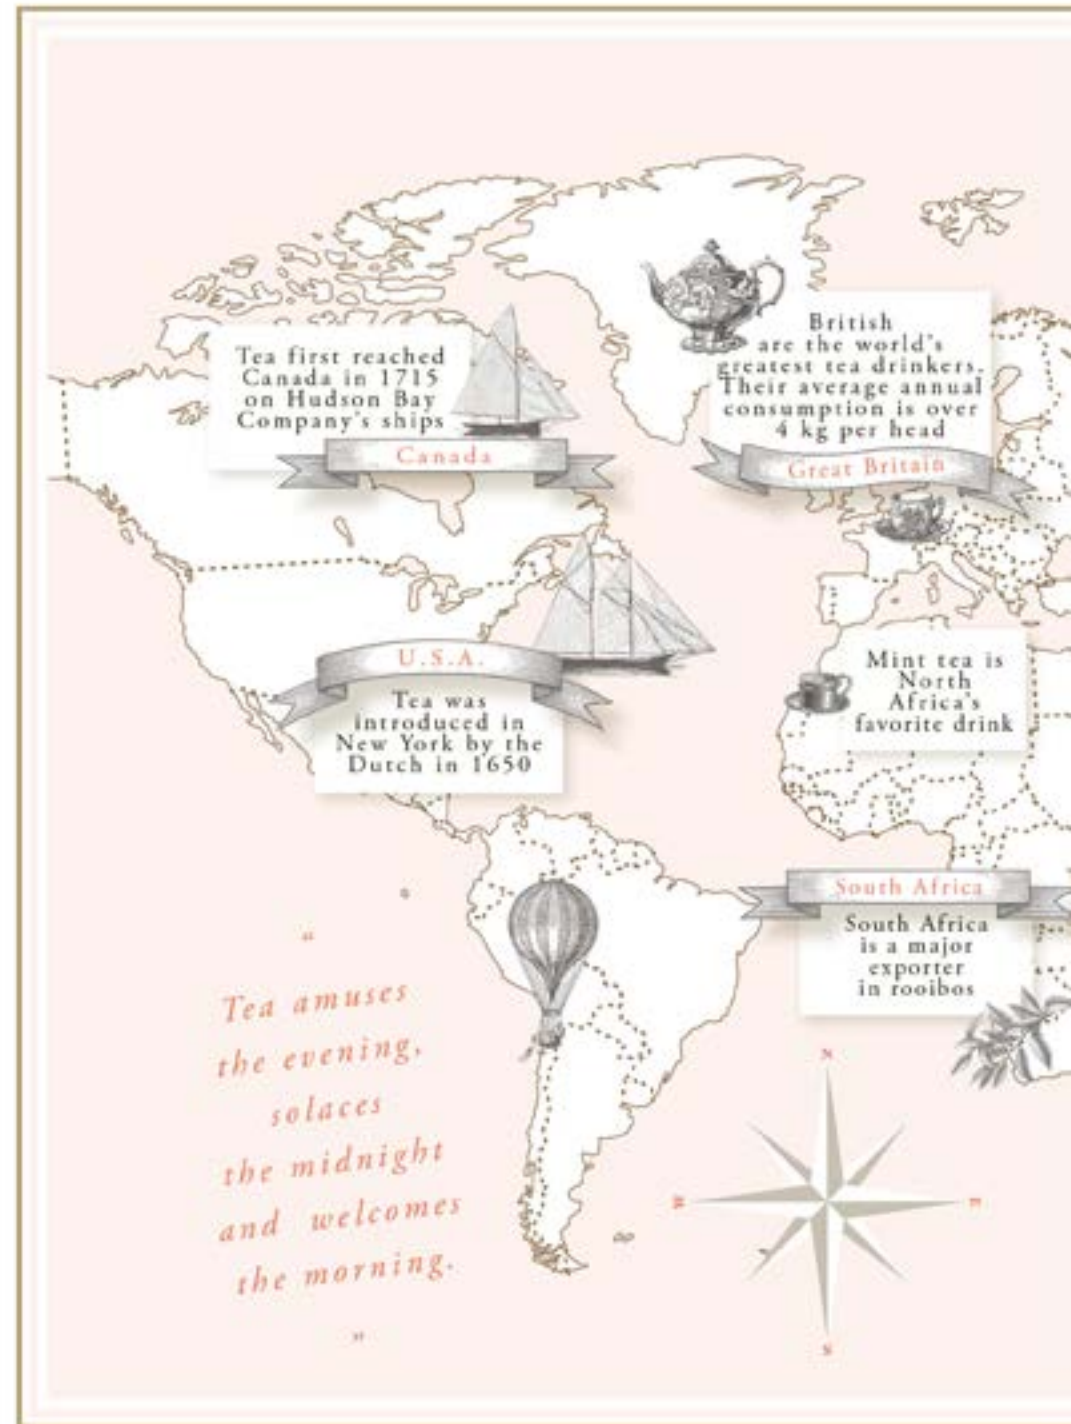 Tea first reached
Canada in 1715
on Hudson Bay
Company's ships
Canada
British
are the world's
greatest tea drinkers.
Their average annual
consumption is over
4 kg per head
Great Britain
U.S.A.
Tea was
introduced in
New York by the
Dutch in 1650
Mint tea is
North
Africa's
favorite drink
South Africa
South Africa
is a major
exporter
in rooibos
“
Tea amuses
the evening,
solaces
the midnight
and welcomes
the morning.
”
N
W
E
S